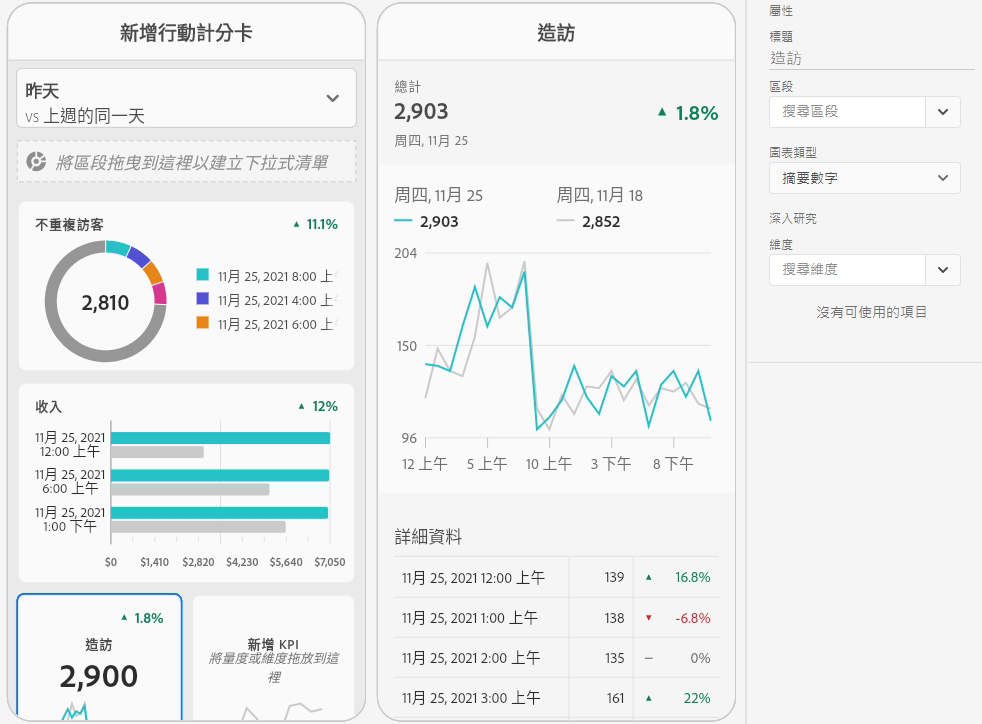 新增行動計分卡
昨天
VS 上週的同一天
將區段拖曳到這裡以建立下拉式清單
不重複訪客
▲ 11.1%
2,810
11月 25, 2021 8:00 上
11月 25, 2021 4:00 上
11月 25, 2021 6:00 上
收入
▲ 12%
11月 25, 2021
12:00 上午
11月 25, 2021
6:00 上午
11月 25, 2021
1:00 下午
$0 $1,410 $2,820 $4,230 $5,640 $7,050
▲ 1.8%
造訪
2,900
新增 KPI
將量度或維度拖放到這
裡
造訪
總計
2,903
▲ 1.8%
周四, 11月 25
周四, 11月 25 周四, 11月 18
2,903 2,852
204
150
96
12 上午 5 上午 10 上午 3 下午 8 下午
詳細資料
11月 25, 2021 12:00 上午 139 ▲ 16.8%
11月 25, 2021 1:00 上午 138 ▼ -6.8%
11月 25, 2021 2:00 上午 135 – 0%
11月 25, 2021 3:00 上午 161 ▲ 22%
屬性
標題
造訪
區段
搜尋區段
圖表類型
摘要數字
深入研究
維度
搜尋維度
沒有可使用的項目